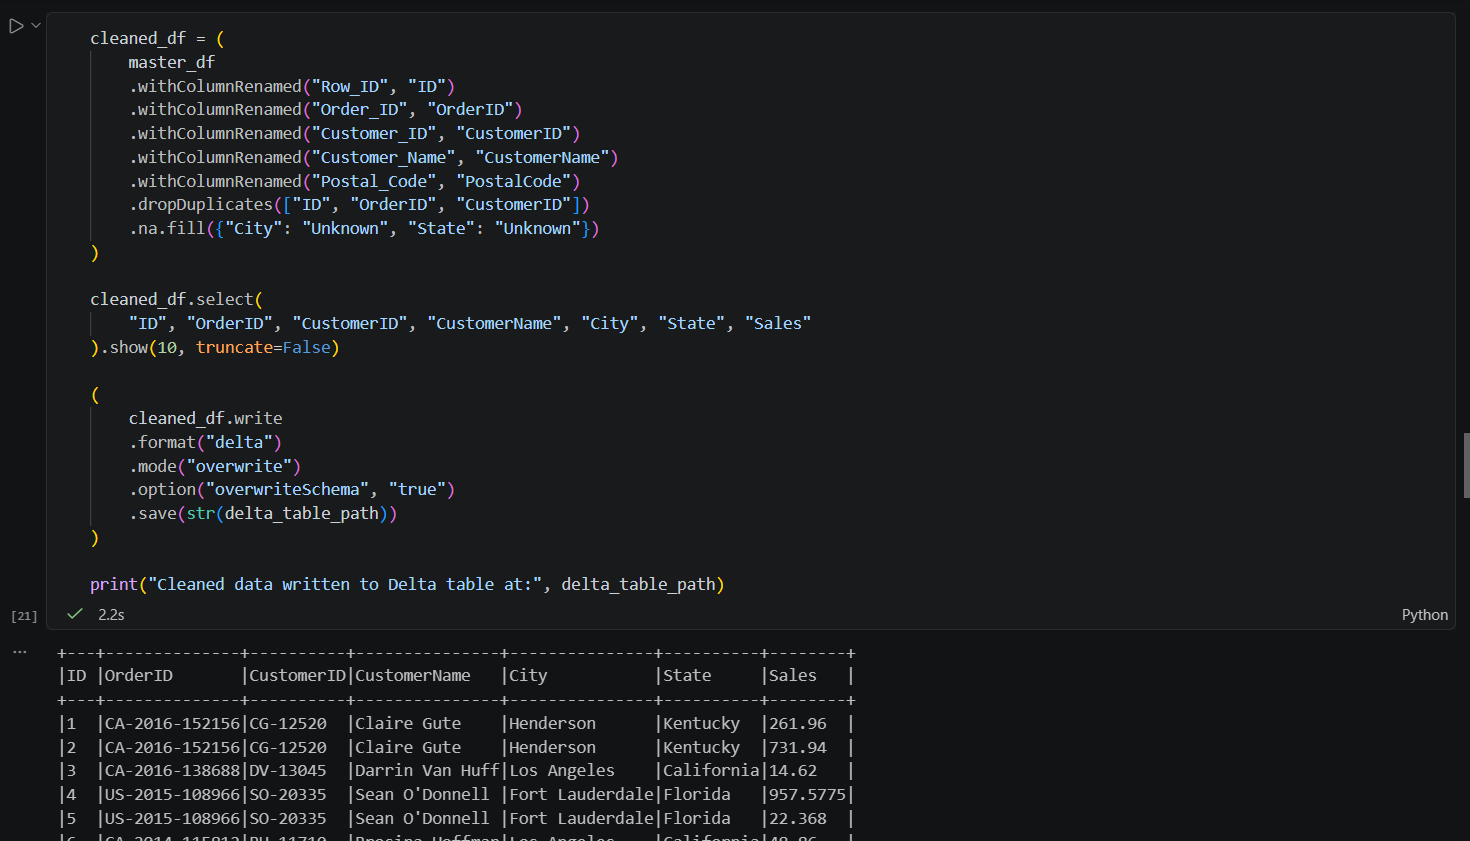 cleaned_df = (
    master_df
    .withColumnRenamed("Row_ID", "ID")
    .withColumnRenamed("Order_ID", "OrderID")
    .withColumnRenamed("Customer_ID", "CustomerID")
    .withColumnRenamed("Customer_Name", "CustomerName")
    .withColumnRenamed("Postal_Code", "PostalCode")
    .dropDuplicates(["ID", "OrderID", "CustomerID"])
    .na.fill({"City": "Unknown", "State": "Unknown"})
)
cleaned_df.select(
    "ID", "OrderID", "CustomerID", "CustomerName", "City", "State", "Sales"
).show(10, truncate=False)
(
    cleaned_df.write
    .format("delta")
    .mode("overwrite")
    .option("overwriteSchema", "true")
    .save(str(delta_table_path))
)
print("Cleaned data written to Delta table at:", delta_table_path)
[21] 2.2s Python
+---+--------------+----------+---------------+---------------+----------+--------+
|ID |OrderID       |CustomerID|CustomerName   |City           |State     |Sales   |
+---+--------------+----------+---------------+---------------+----------+--------+
|1  |CA-2016-152156|CG-12520  |Claire Gute    |Henderson      |Kentucky  |261.96  |
|2  |CA-2016-152156|CG-12520  |Claire Gute    |Henderson      |Kentucky  |731.94  |
|3  |CA-2016-138688|DV-13045  |Darrin Van Huff|Los Angeles    |California|14.62   |
|4  |US-2015-108966|SO-20335  |Sean O'Donnell |Fort Lauderdale|Florida   |957.5775|
|5  |US-2015-108966|SO-20335  |Sean O'Donnell |Fort Lauderdale|Florida   |22.368  |